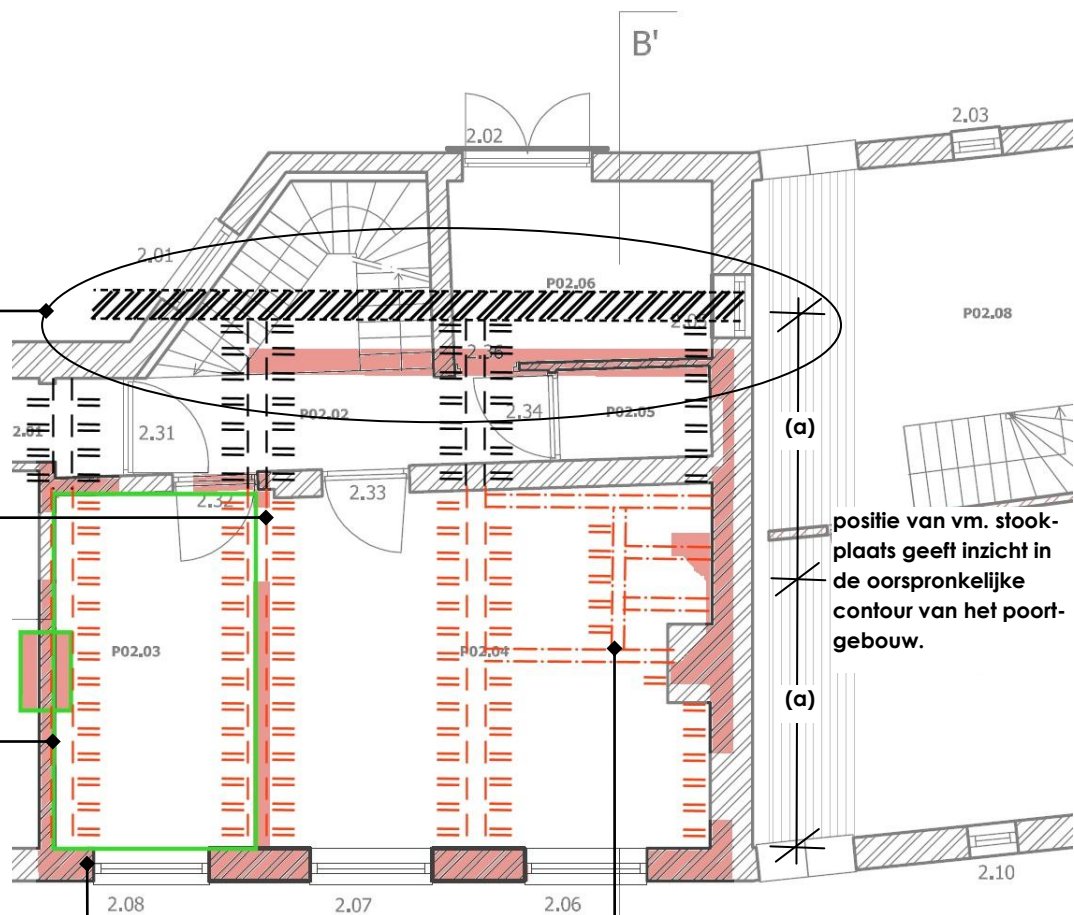 B'
2.02
2.03
2.01
P02.06
P02.08
2.36
2.01
2.31
P02.02
2.34
P02.05
(a)
2.32
2.33
positie van vm. stook-
plaats geeft inzicht in
de oorspronkelijke
contour van het poort-
gebouw.
P02.03
P02.04
(a)
2.08
2.07
2.06
2.10